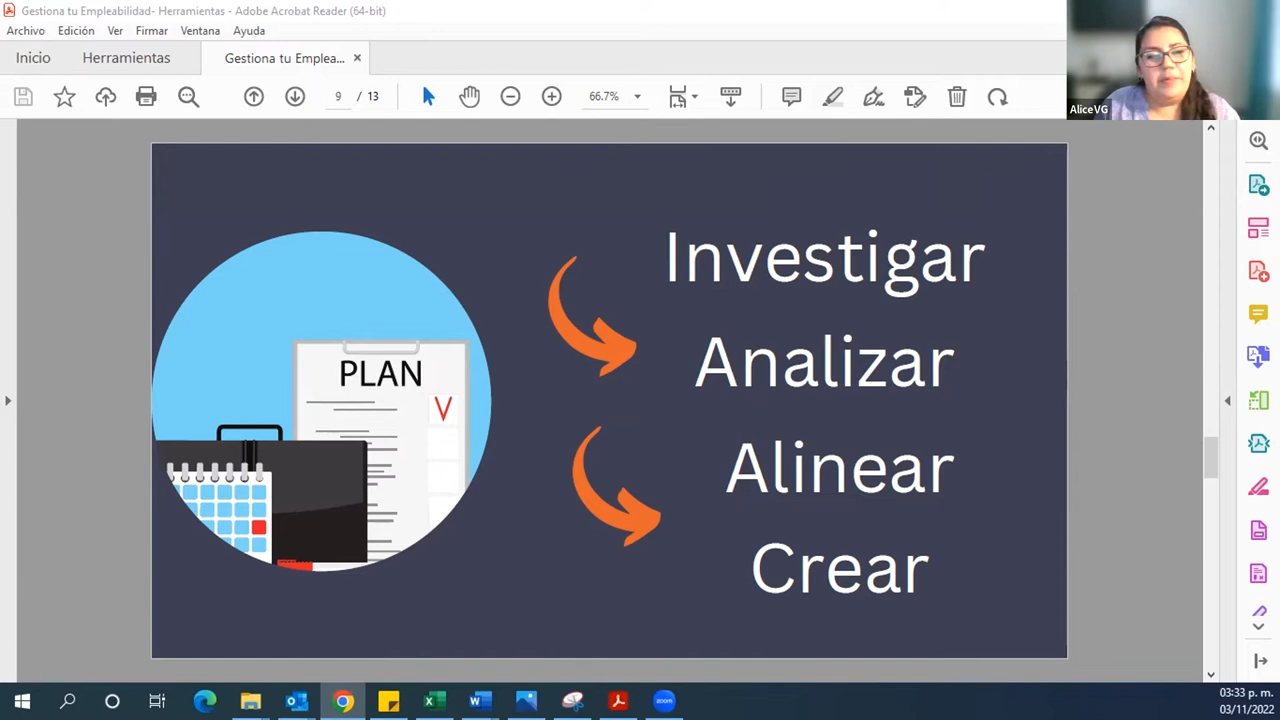 Gestiona tu Empleabilidad- Herramientas - Adobe Acrobat Reader (64-bit)
Archivo Edición Ver Firmar Ventana Ayuda
Inicio Herramientas Gestiona tu Emplea... ×
9 / 13 66.7%
AliceVG
Investigar
Analizar
Alinear
Crear
PLAN
V
zoom
03:33 p. m.
03/11/2022